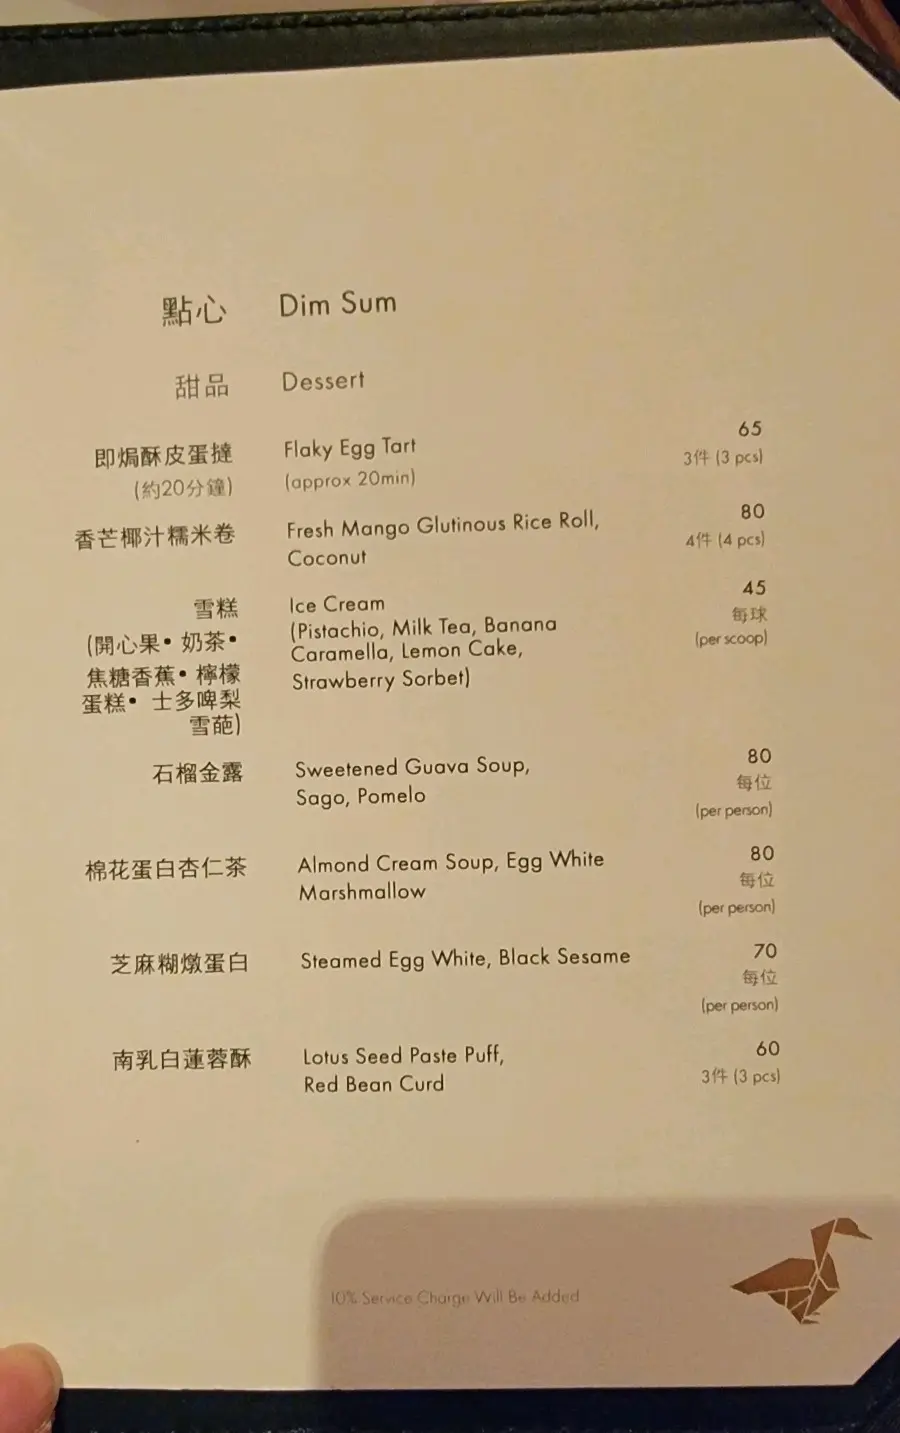 點心 Dim Sum
甜品 Dessert
即焗酥皮蛋撻 Flaky Egg Tart 65
(約20分鐘) (approx 20min) 3件 (3 pcs)
香芒椰汁糯米卷 Fresh Mango Glutinous Rice Roll, 80
Coconut 4件 (4 pcs)
雪糕 Ice Cream 45
(開心果• 奶茶• (Pistachio, Milk Tea, Banana 每球
焦糖香蕉• 檸檬 Caramella, Lemon Cake, (per scoop)
蛋糕• 士多啤梨 Strawberry Sorbet)
雪葩)
石榴金露 Sweetened Guava Soup, 80
Sago, Pomelo 每位
(per person)
棉花蛋白杏仁茶 Almond Cream Soup, Egg White 80
Marshmallow 每位
(per person)
芝麻糊燉蛋白 Steamed Egg White, Black Sesame 70
每位
(per person)
南乳白蓮蓉酥 Lotus Seed Paste Puff, 60
Red Bean Curd 3件 (3 pcs)
10% Service Charge Will Be Added